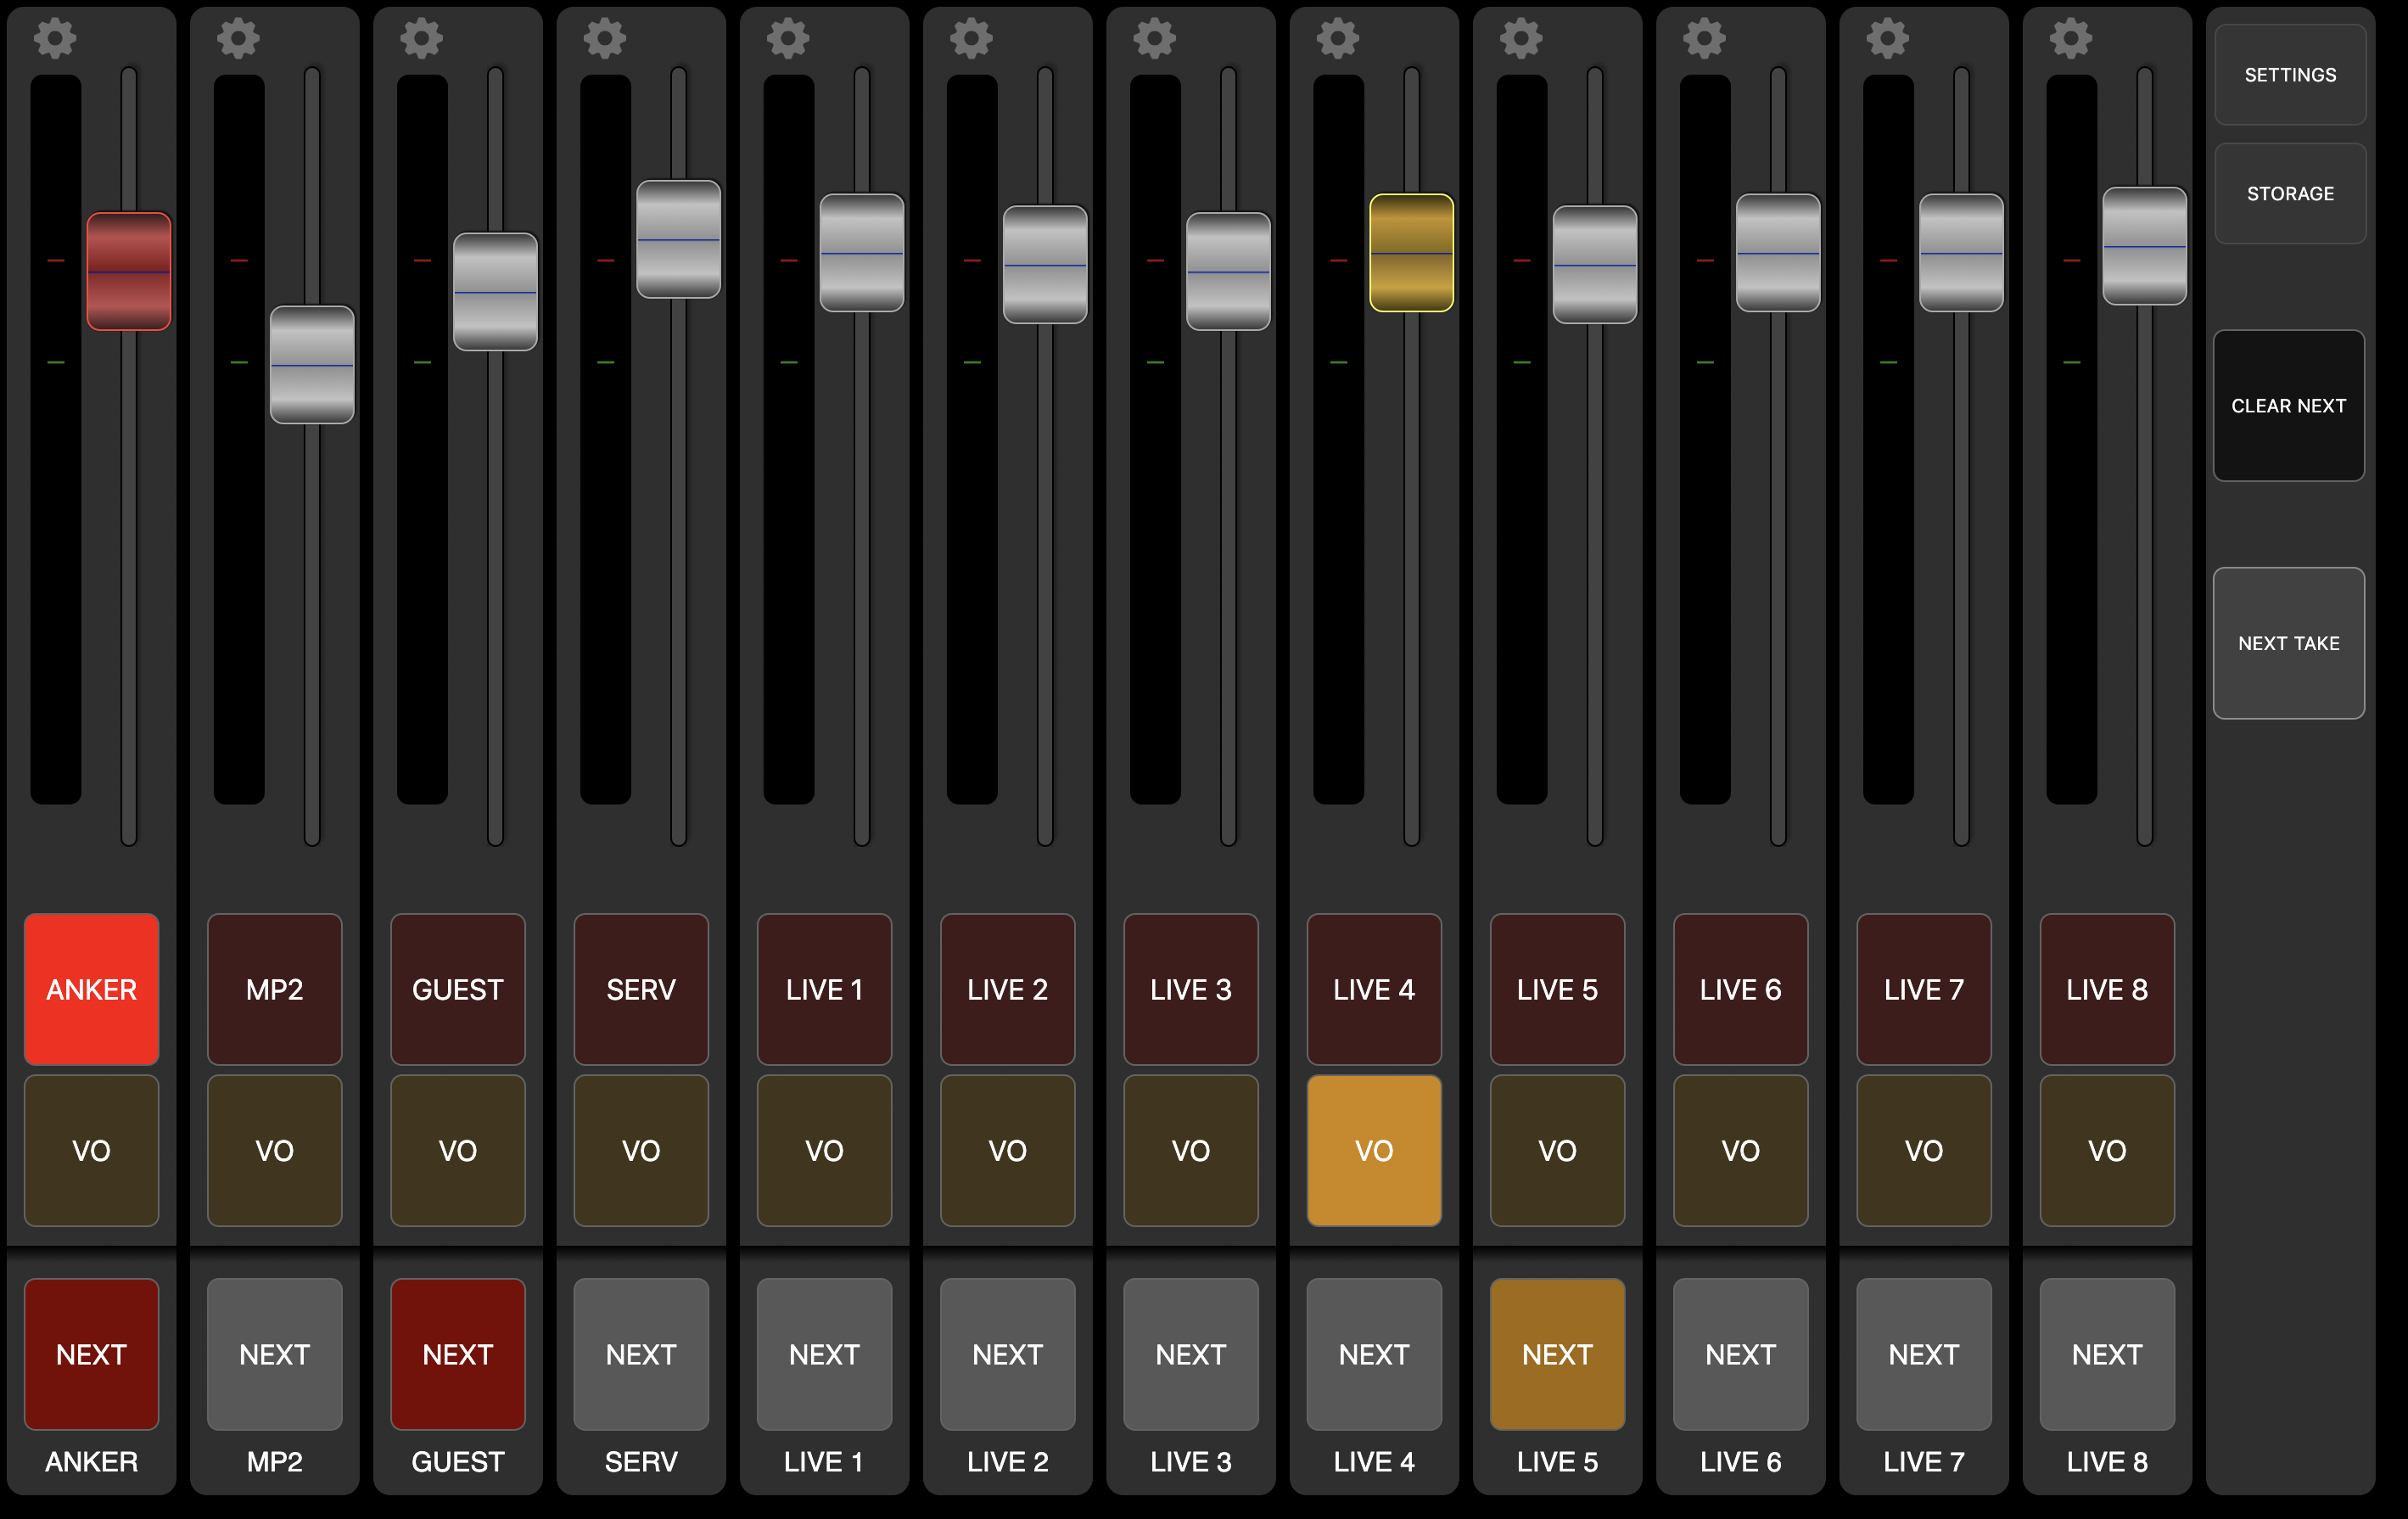 SETTINGS
STORAGE
CLEAR NEXT
NEXT TAKE
ANKER MP2 GUEST SERV LIVE 1 LIVE 2 LIVE 3 LIVE 4 LIVE 5 LIVE 6 LIVE 7 LIVE 8
VO VO VO VO VO VO VO VO VO VO VO VO
NEXT NEXT NEXT NEXT NEXT NEXT NEXT NEXT NEXT NEXT NEXT NEXT
ANKER MP2 GUEST SERV LIVE 1 LIVE 2 LIVE 3 LIVE 4 LIVE 5 LIVE 6 LIVE 7 LIVE 8